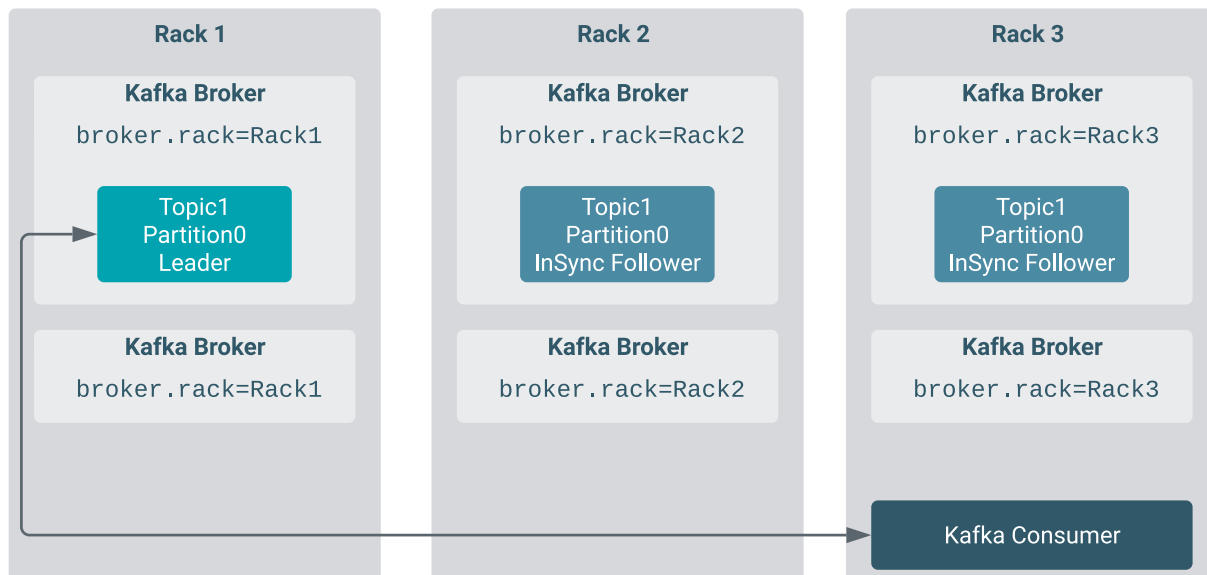 Rack 1
Kafka Broker
broker.rack=Rack1
Topic1
Partition0
Leader
Kafka Broker
broker.rack=Rack1
Rack 2
Kafka Broker
broker.rack=Rack2
Topic1
Partition0
InSync Follower
Kafka Broker
broker.rack=Rack2
Rack 3
Kafka Broker
broker.rack=Rack3
Topic1
Partition0
InSync Follower
Kafka Broker
broker.rack=Rack3
Kafka Consumer